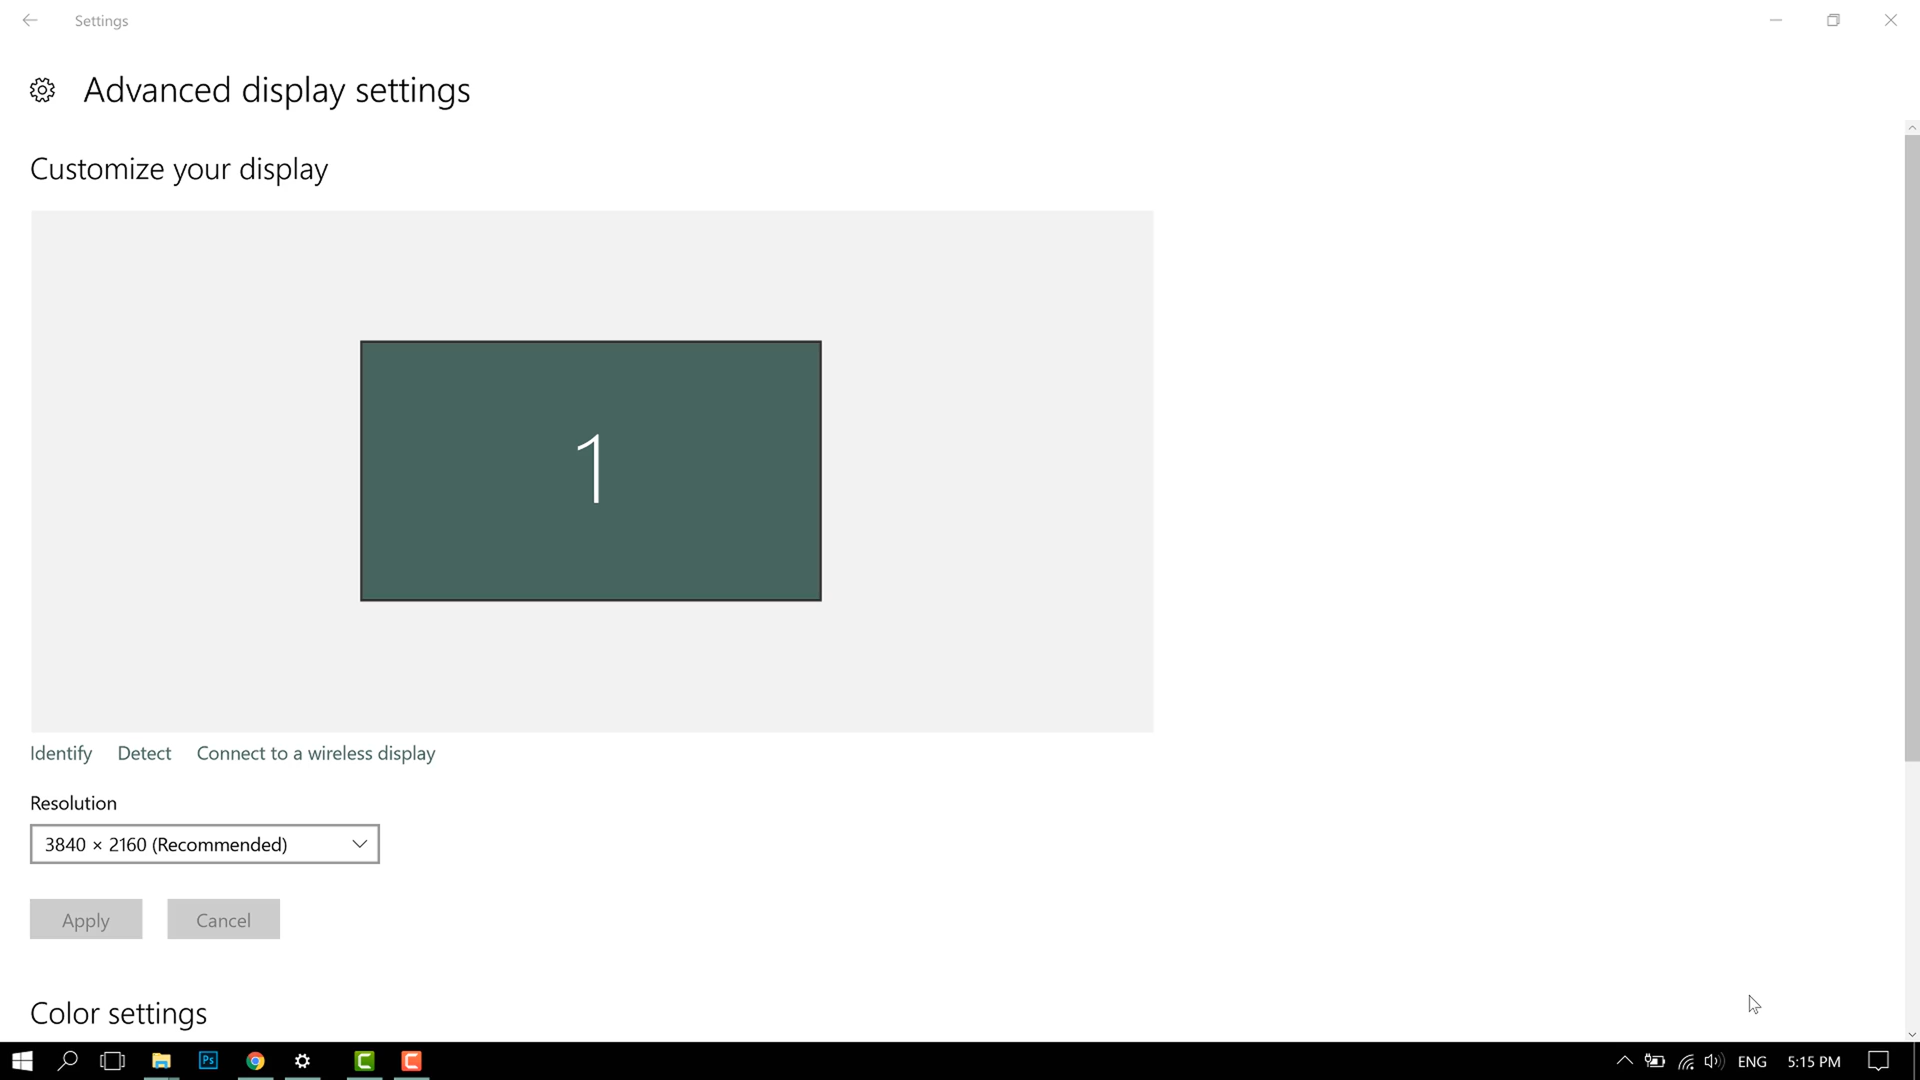 Settings
Advanced display settings
Customize your display
1
Identify Detect Connect to a wireless display
Resolution
3840 × 2160 (Recommended)
Apply Cancel
Color settings
Ps
ENG 5:15 PM